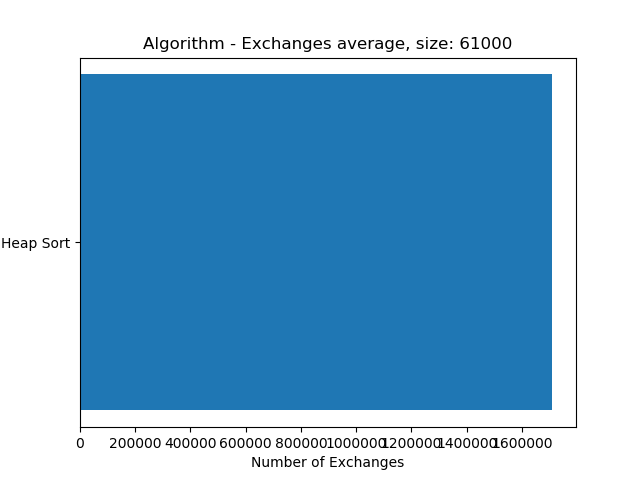 Algorithm - Exchanges average, size: 61000
Heap Sort
0 200000 400000 600000 800000 1000000 1200000 1400000 1600000
Number of Exchanges